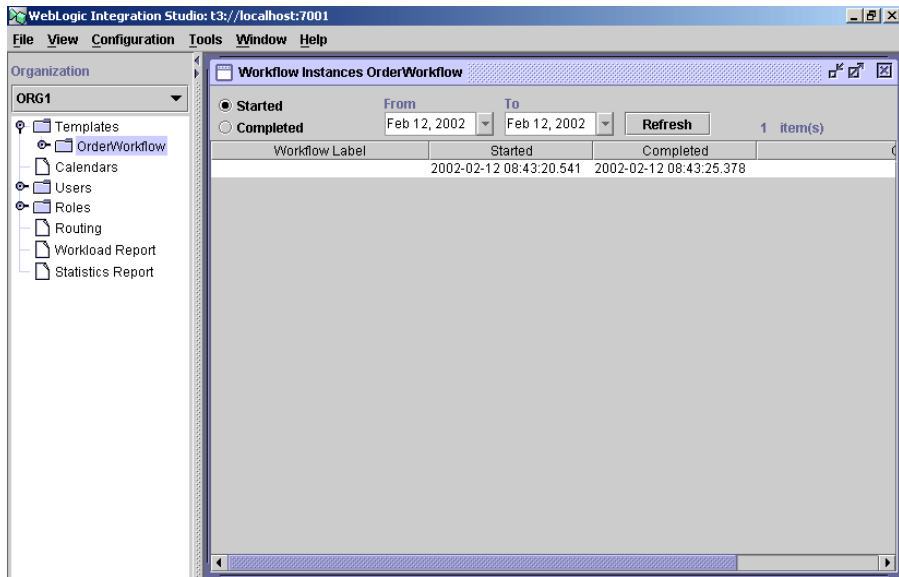 WebLogic Integration Studio: t3://localhost:7001
File View Configuration Tools Window Help
Organization
ORG1
Templates
OrderWorkflow
Calendars
Users
Roles
Routing
Workload Report
Statistics Report
Workflow Instances OrderWorkflow
Started
Completed
From
To
Feb 12, 2002
Feb 12, 2002
Refresh
1 item(s)
Workflow Label Started Completed
2002-02-12 08:43:20.541 2002-02-12 08:43:25.378